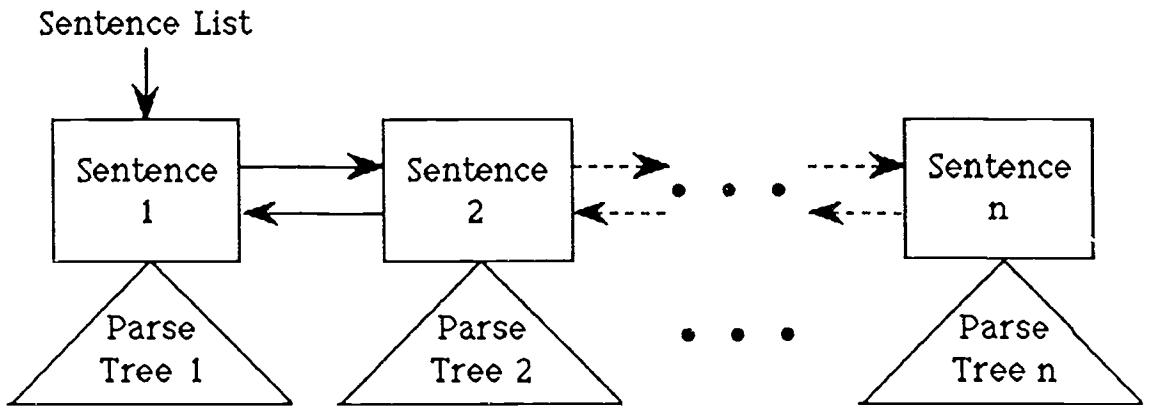 Sentence List
Sentence
1
Sentence
2
Sentence
n
Parse
Tree 1
Parse
Tree 2
Parse
Tree n